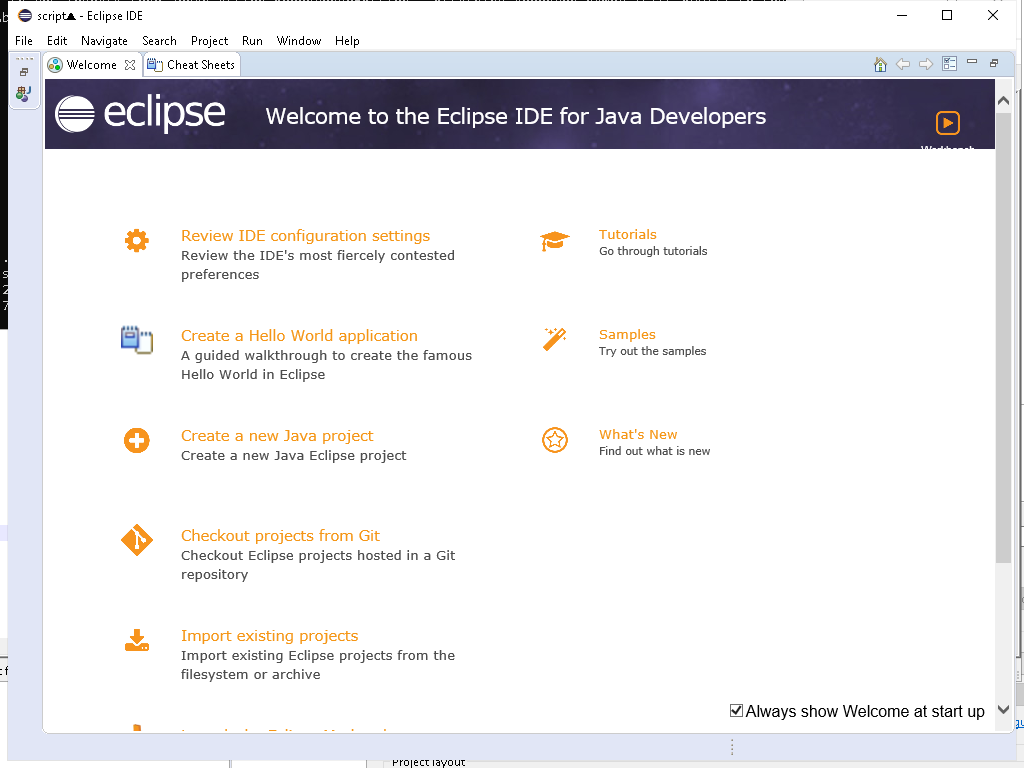 script▲ - Eclipse IDE
File Edit Navigate Search Project Run Window Help
Welcome Cheat Sheets
eclipse Welcome to the Eclipse IDE for Java Developers
Workbench
Review IDE configuration settings
Review the IDE's most fiercely contested
preferences
Tutorials
Go through tutorials
Create a Hello World application
A guided walkthrough to create the famous
Hello World in Eclipse
Samples
Try out the samples
Create a new Java project
Create a new Java Eclipse project
What's New
Find out what is new
Checkout projects from Git
Checkout Eclipse projects hosted in a Git
repository
Import existing projects
Import existing Eclipse projects from the
filesystem or archive
Always show Welcome at start up
Project layout